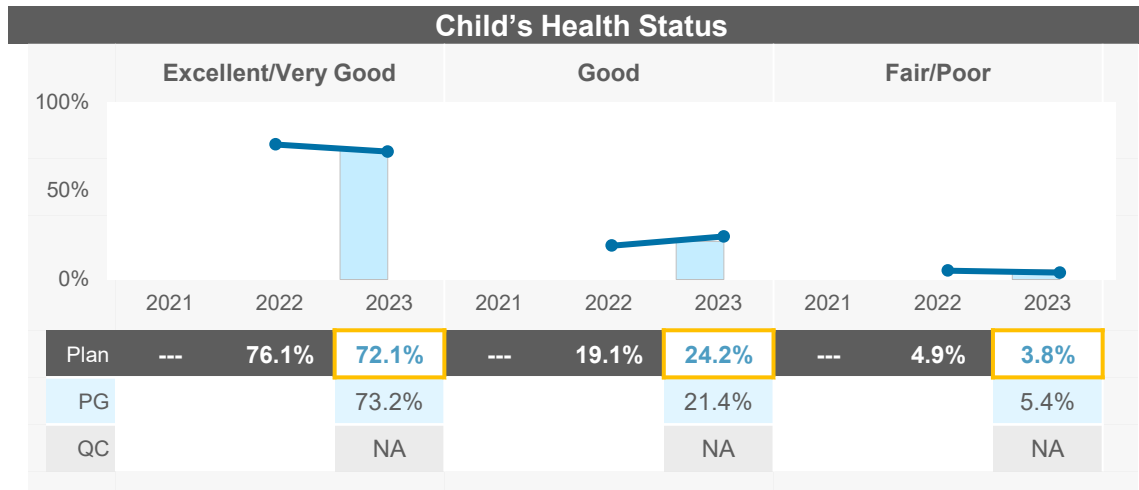 Child’s Health Status
Excellent/Very Good Good Fair/Poor
100%
50%
0%
2021 2022 2023 2021 2022 2023 2021 2022 2023
Plan --- 76.1% 72.1% --- 19.1% 24.2% --- 4.9% 3.8%
PG 73.2% 21.4% 5.4%
QC NA NA NA